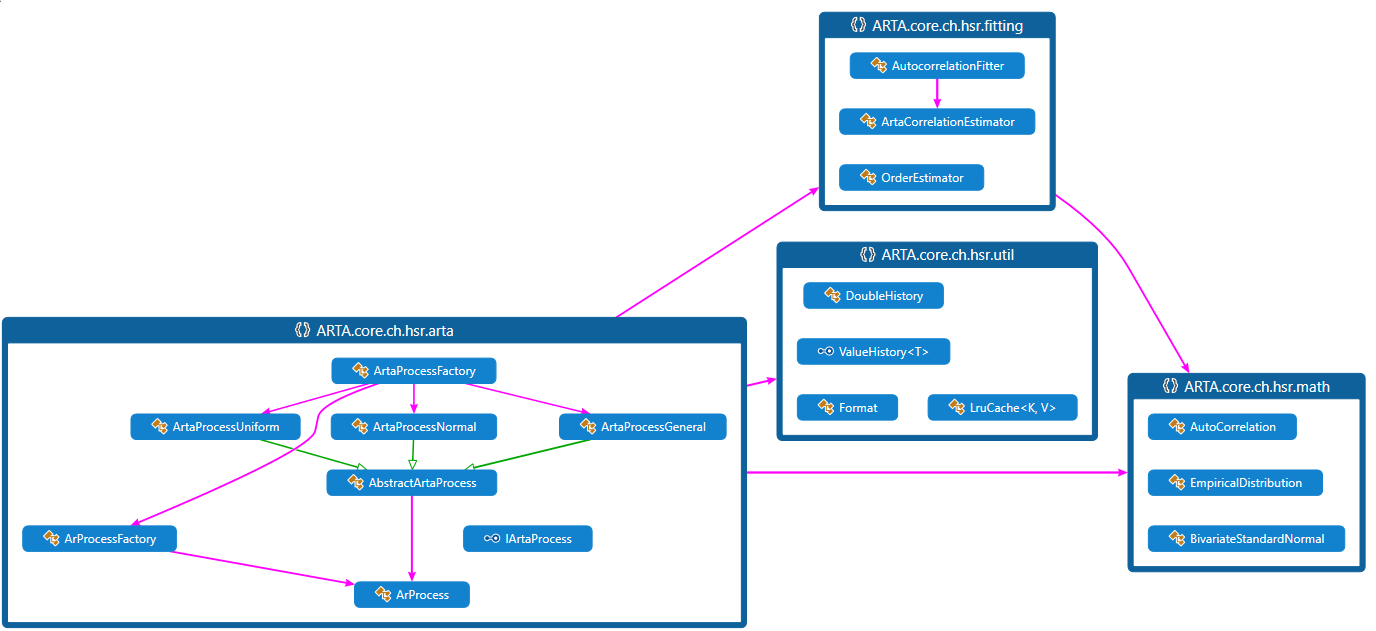 ARTA.core.ch.hsr.fitting
AutocorrelationFitter
ArtaCorrelationEstimator
OrderEstimator
ARTA.core.ch.hsr.util
DoubleHistory
ValueHistory<T>
Format
LruCache<K, V>
ARTA.core.ch.hsr.arta
ArtaProcessFactory
ArtaProcessUniform
ArtaProcessNormal
ArtaProcessGeneral
AbstractArtaProcess
ArProcessFactory
IArtaProcess
ArProcess
ARTA.core.ch.hsr.math
AutoCorrelation
EmpiricalDistribution
BivariateStandardNormal